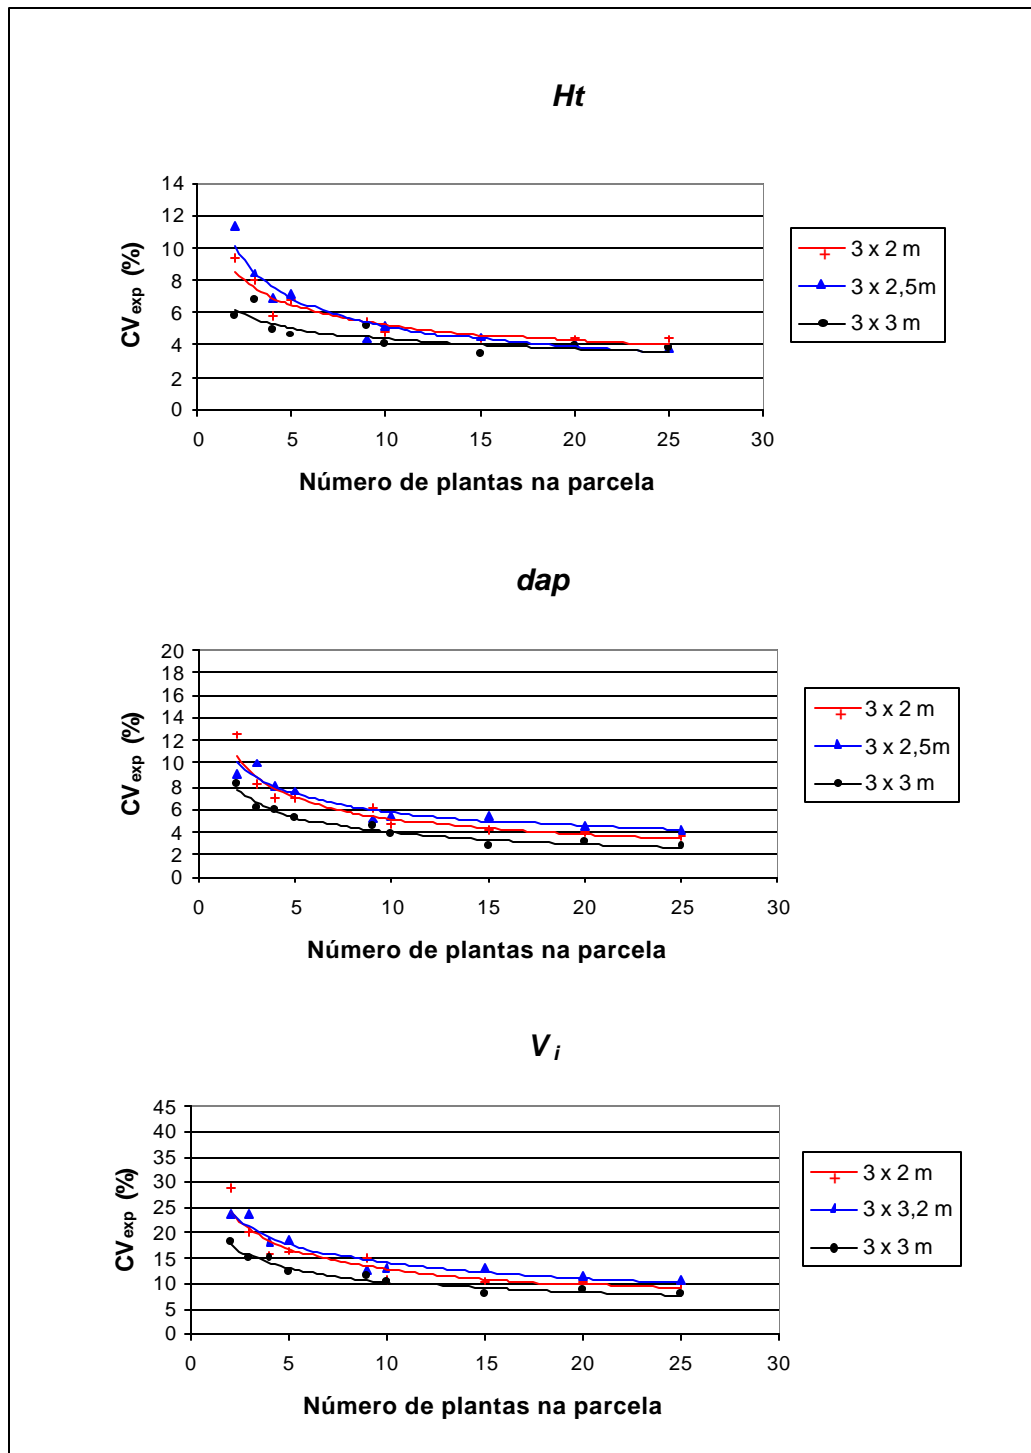 Ht
14
12
10
8
6
4
2
0
CVexp (%)
0 5 10 15 20 25 30
Número de plantas na parcela
3 x 2 m
3 x 2,5m
3 x 3 m
dap
20
18
16
14
12
10
8
6
4
2
0
CVexp (%)
0 5 10 15 20 25 30
Número de plantas na parcela
3 x 2 m
3 x 2,5m
3 x 3 m
V i
45
40
35
30
25
20
15
10
5
0
CVexp (%)
0 5 10 15 20 25 30
Número de plantas na parcela
3 x 2 m
3 x 3,2 m
3 x 3 m